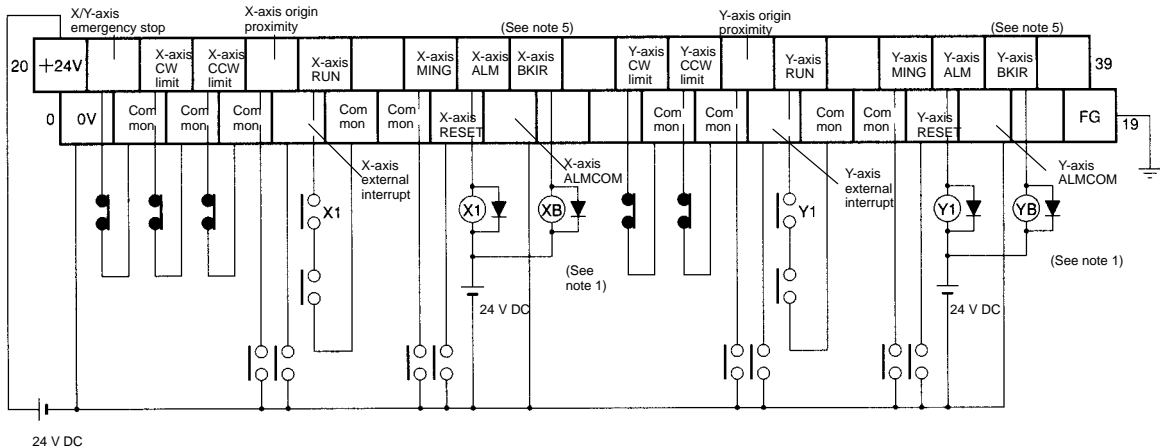 X/Y-axis
emergency stop
X-axis origin
proximity
(See note 5)
Y-axis origin
proximity
(See note 5)
20
+24V
X-axis
CW
limit
X-axis
CCW
limit
X-axis
RUN
X-axis
MING
X-axis
ALM
X-axis
BKIR
Y-axis
CW
limit
Y-axis
CCW
limit
Y-axis
RUN
Y-axis
MING
Y-axis
ALM
Y-axis
BKIR
39
0
0V
Com
mon
Com
mon
Com
mon
Com
mon
Com
mon
X-axis
RESET
Com
mon
Com
mon
Com
mon
Com
mon
Y-axis
RESET
FG
19
X-axis
external
interrupt
X-axis
ALMCOM
Y-axis
external
interrupt
Y-axis
ALMCOM
X1
X1
XB
Y1
Y1
YB
(See
note 1)
(See note 1)
24 V DC
24 V DC
24 V DC